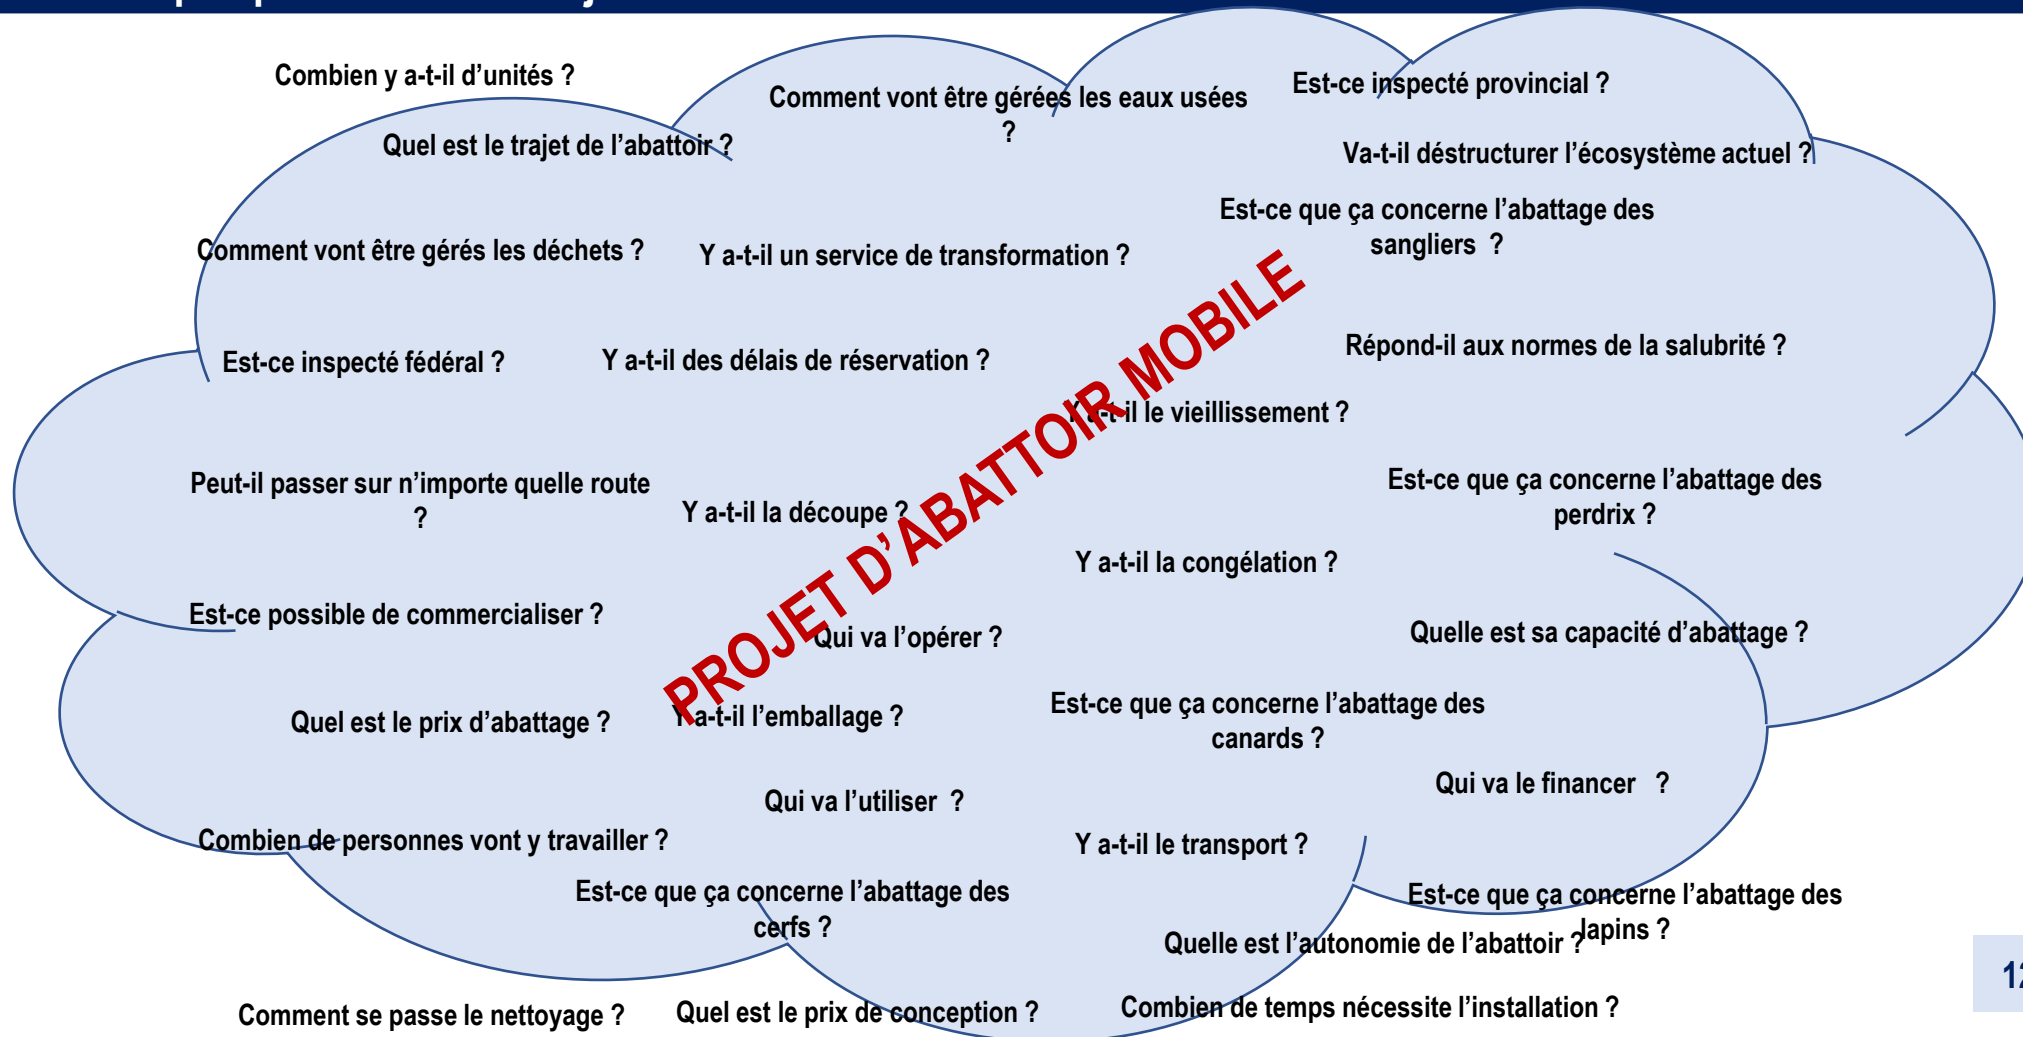 Combien y a-t-il d’unités ?
Comment vont être gérées les eaux usées
?
Est-ce inspecté provincial ?
Quel est le trajet de l’abattoir ?
Va-t-il déstructurer l’écosystème actuel ?
Est-ce que ça concerne l’abattage des
sangliers ?
Comment vont être gérés les déchets ?
Y a-t-il un service de transformation ?
PROJET D’ABATTOIR MOBILE
Est-ce inspecté fédéral ?
Y a-t-il des délais de réservation ?
Répond-il aux normes de la salubrité ?
Y a-t-il le vieillissement ?
Peut-il passer sur n’importe quelle route
?
Y a-t-il la découpe ?
Est-ce que ça concerne l’abattage des
perdrix ?
Y a-t-il la congélation ?
Est-ce possible de commercialiser ?
Qui va l’opérer ?
Quelle est sa capacité d’abattage ?
Quel est le prix d’abattage ?
Y a-t-il l’emballage ?
Est-ce que ça concerne l’abattage des
canards ?
Qui va l’utiliser ?
Qui va le financer ?
Combien de personnes vont y travailler ?
Y a-t-il le transport ?
Est-ce que ça concerne l’abattage des
cerfs ?
Est-ce que ça concerne l’abattage des
lapins ?
Quelle est l’autonomie de l’abattoir ?
Comment se passe le nettoyage ?
Quel est le prix de conception ?
Combien de temps nécessite l’installation ?